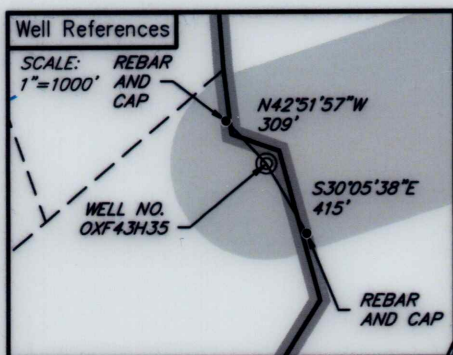 Well References
SCALE:
1"=1000'
REBAR
AND
CAP
N42°51'57"W
309'
S30°05'38"E
415'
WELL NO.
OXF43H35
REBAR
AND CAP